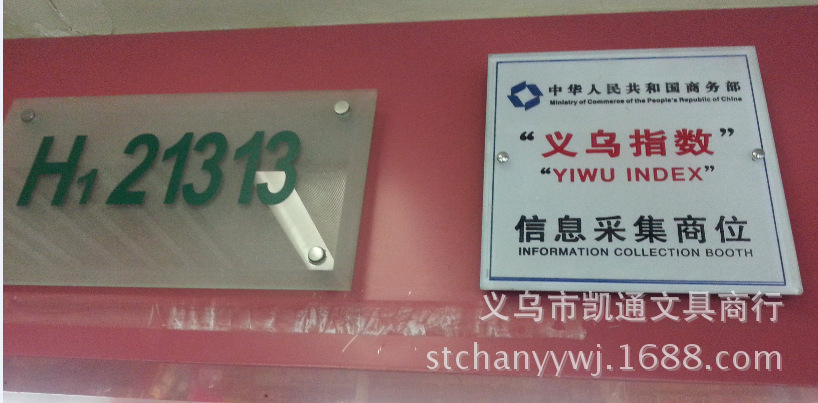 H1 21313
中华人民共和国商务部
Ministry of Commerce of the People's Republic of China
“义乌指数”
“YIWU INDEX”
信息采集商位
INFORMATION COLLECTION BOOTH
义乌市凯通文具商行
stchanyywj.1688.com